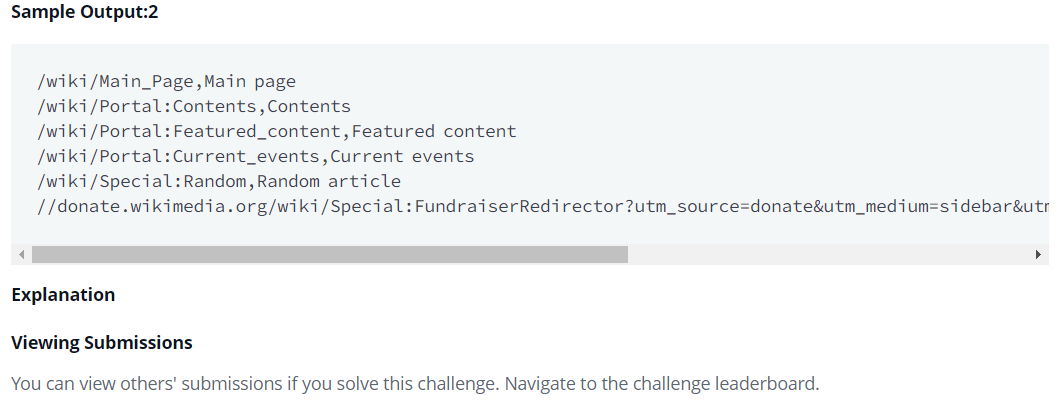 Sample Output:2
/wiki/Main_Page,Main page
/wiki/Portal:Contents,Contents
/wiki/Portal:Featured_content,Featured content
/wiki/Portal:Current_events,Current events
/wiki/Special:Random,Random article
//donate.wikimedia.org/wiki/Special:FundraiserRedirector?utm_source=donate&utm_medium=sidebar&utm
Explanation
Viewing Submissions
You can view others' submissions if you solve this challenge. Navigate to the challenge leaderboard.